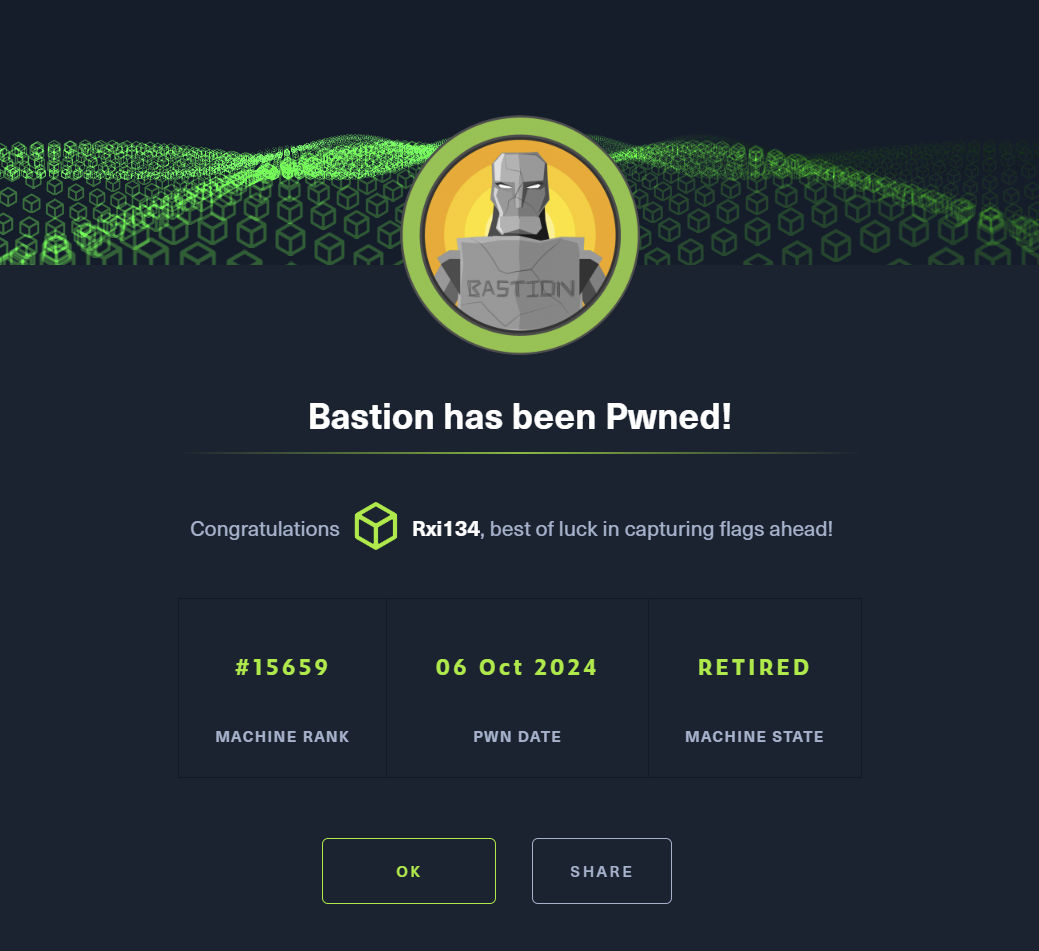 BASTION
Bastion has been Pwned!
Congratulations Rxi134, best of luck in capturing flags ahead!
#15659 06 Oct 2024 RETIRED
MACHINE RANK PWN DATE MACHINE STATE
OK SHARE